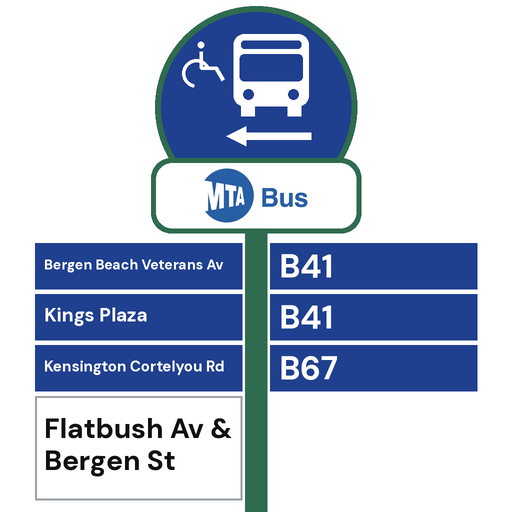 MTA Bus
Bergen Beach Veterans Av B41
Kings Plaza B41
Kensington Cortelyou Rd B67
Flatbush Av &
Bergen St